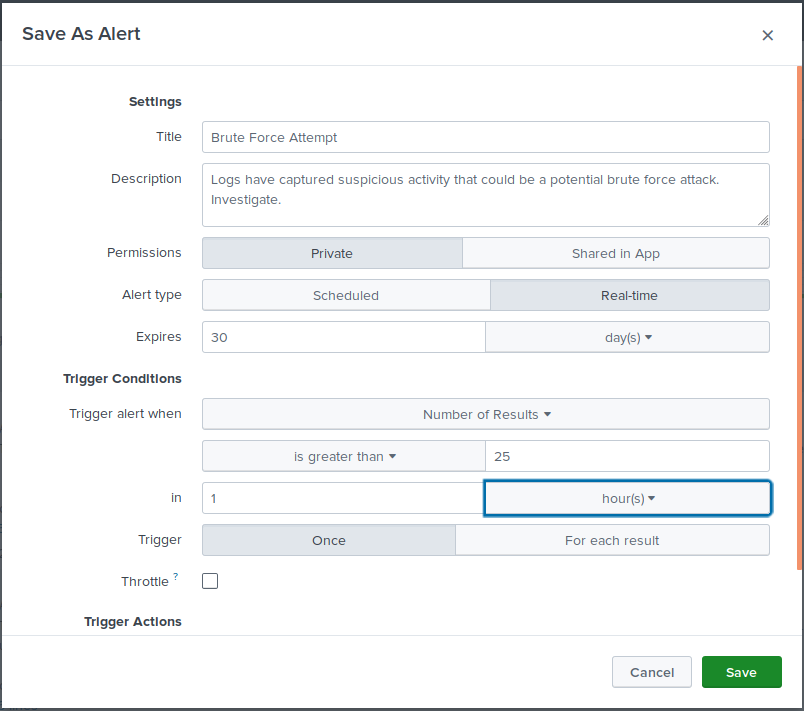 Save As Alert
×
Settings
Title Brute Force Attempt
Description Logs have captured suspicious activity that could be a potential brute force attack.
Investigate.
Permissions Private Shared in App
Alert type Scheduled Real-time
Expires 30 day(s)
Trigger Conditions
Trigger alert when Number of Results
is greater than 25
in 1 hour(s)
Trigger Once For each result
Throttle ?
Trigger Actions
Cancel Save